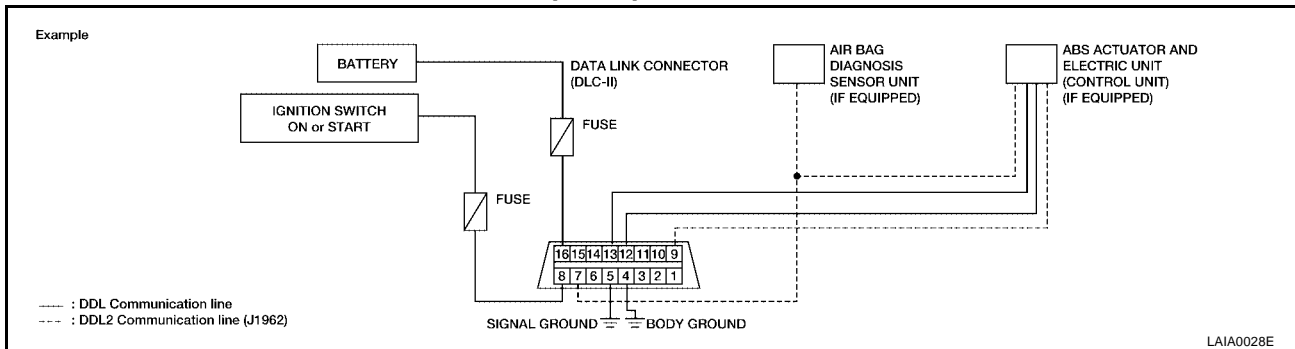 Example
BATTERY
IGNITION SWITCH
ON or START
DATA LINK CONNECTOR
(DLC-II)
FUSE
FUSE
AIR BAG
DIAGNOSIS
SENSOR UNIT
(IF EQUIPPED)
ABS ACTUATOR AND
ELECTRIC UNIT
(CONTROL UNIT)
(IF EQUIPPED)
16 15 14 13 12 11 10 9
8 7 6 5 4 3 2 1
: DDL Communication line
: DDL2 Communication line (J1962)
SIGNAL GROUND
BODY GROUND
LAIA0028E